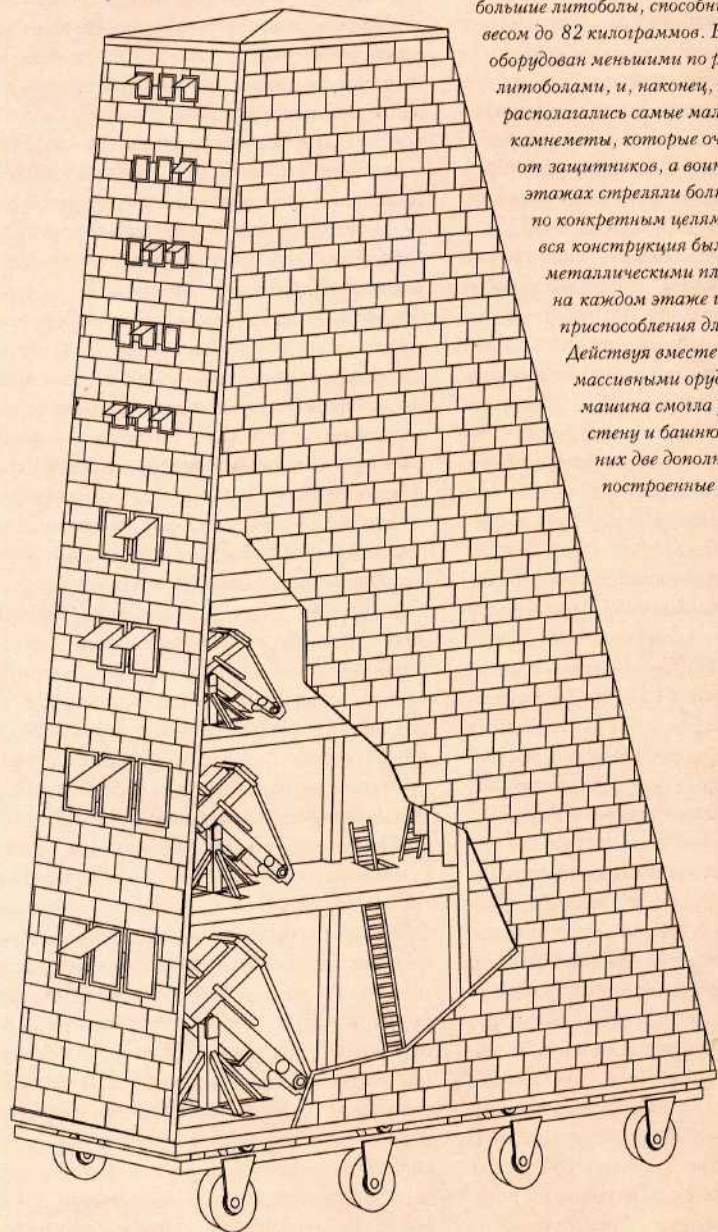 большие литоболы, способны
весом до 82 килограммов. В
оборудован меньшими по р
литоболами, и, наконец,
располагались самые мал
камнеметы, которые оч
от защитников, а воин
этажах стреляли бол
по конкретным целям
вся конструкция был
металлическими пл
на каждом этаже и
приспособления дл
Действуя вместе
массивными оруд
машина смогла
стену и башню
них две дополн
построенные